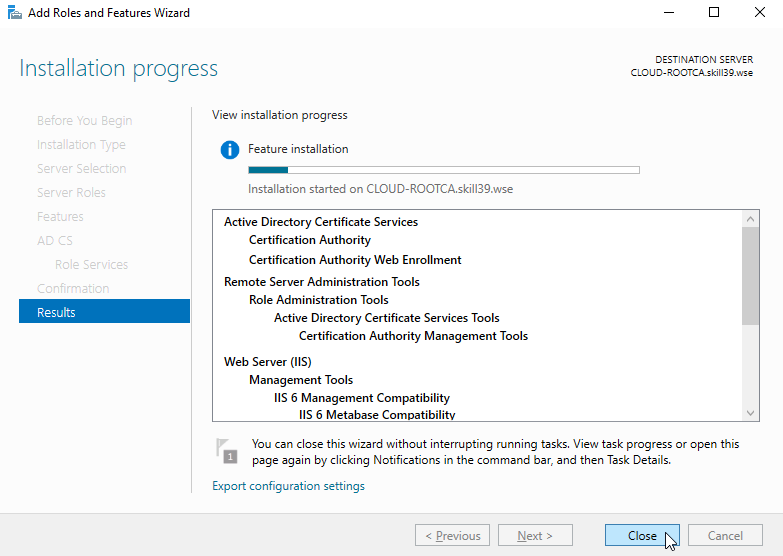 Add Roles and Features Wizard
Installation progress
DESTINATION SERVER
CLOUD-ROOTCA.skill39.wse
Before You Begin
Installation Type
Server Selection
Server Roles
Features
AD CS
Role Services
Confirmation
Results
View installation progress
Feature installation
Installation started on CLOUD-ROOTCA.skill39.wse
Active Directory Certificate Services
Certification Authority
Certification Authority Web Enrollment
Remote Server Administration Tools
Role Administration Tools
Active Directory Certificate Services Tools
Certification Authority Management Tools
Web Server (IIS)
Management Tools
IIS 6 Management Compatibility
IIS 6 Metabase Compatibility
1
You can close this wizard without interrupting running tasks. View task progress or open this
page again by clicking Notifications in the command bar, and then Task Details.
Export configuration settings
< Previous
Next >
Close
Cancel